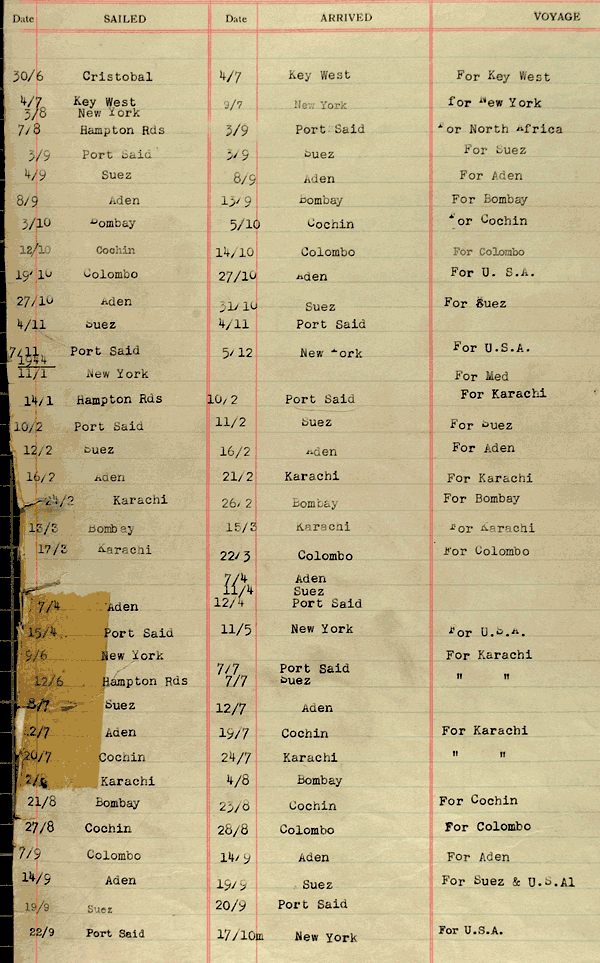 Date SAILED Date ARRIVED VOYAGE
30/6 Cristobal 4/7 Key West For Key West
4/7 Key West 9/7 New York for New York
3/8 New York
7/8 Hampton Rds 3/9 Port Said For North Africa
3/9 Port Said 3/9 Suez For Suez
4/9 Suez 8/9 Aden For Aden
8/9 Aden 13/9 Bombay For Bombay
3/10 Bombay 5/10 Cochin For Cochin
12/10 Cochin 14/10 Colombo For Colombo
19/10 Colombo 27/10 Aden For U. S.A.
27/10 Aden 31/10 Suez For Suez
4/11 Suez 4/11 Port Said
7/11 Port Said 5/12 New York For U.S.A.
1944
11/1 New York For Med
14/1 Hampton Rds 10/2 Port Said For Karachi
10/2 Port Said 11/2 Suez For Suez
12/2 Suez 16/2 Aden For Aden
16/2 Aden 21/2 Karachi For Karachi
24/2 Karachi 26/2 Bombay For Bombay
13/3 Bombay 15/3 Karachi For Karachi
17/3 Karachi 22/3 Colombo For Colombo
7/4 Aden
11/4 Suez
7/4 Aden 12/4 Port Said
15/4 Port Said 11/5 New York For U.S.A.
9/6 New York For Karachi
7/7 Port Said
12/6 Hampton Rds 7/7 Suez " "
8/7 Suez 12/7 Aden
2/7 Aden 19/7 Cochin For Karachi
20/7 Cochin 24/7 Karachi " "
Karachi 4/8 Bombay
21/8 Bombay 23/8 Cochin For Cochin
27/8 Cochin 28/8 Colombo For Colombo
7/9 Colombo 14/9 Aden For Aden
14/9 Aden 19/9 Suez For Suez & U.S.Al
19/9 Suez 20/9 Port Said
22/9 Port Said 17/10m New York For U.S.A.